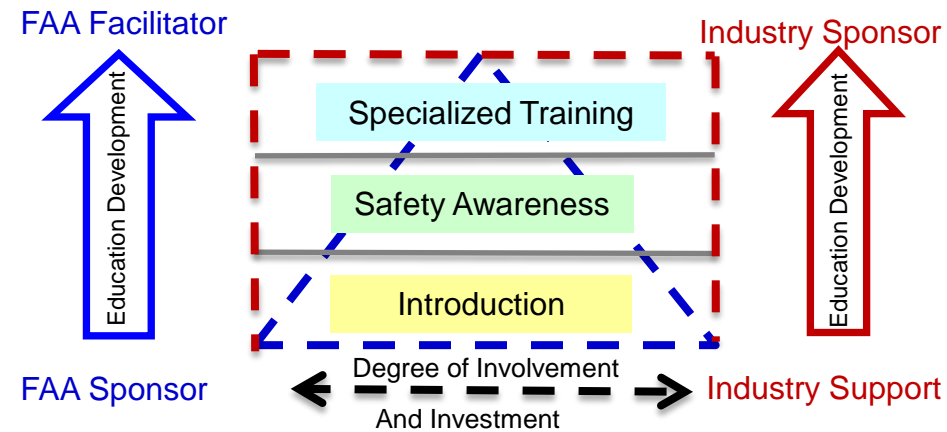 FAA Facilitator
Industry Sponsor
Education Development
Specialized Training
Safety Awareness
Introduction
Education Development
FAA Sponsor
Degree of Involvement
And Investment
Industry Support